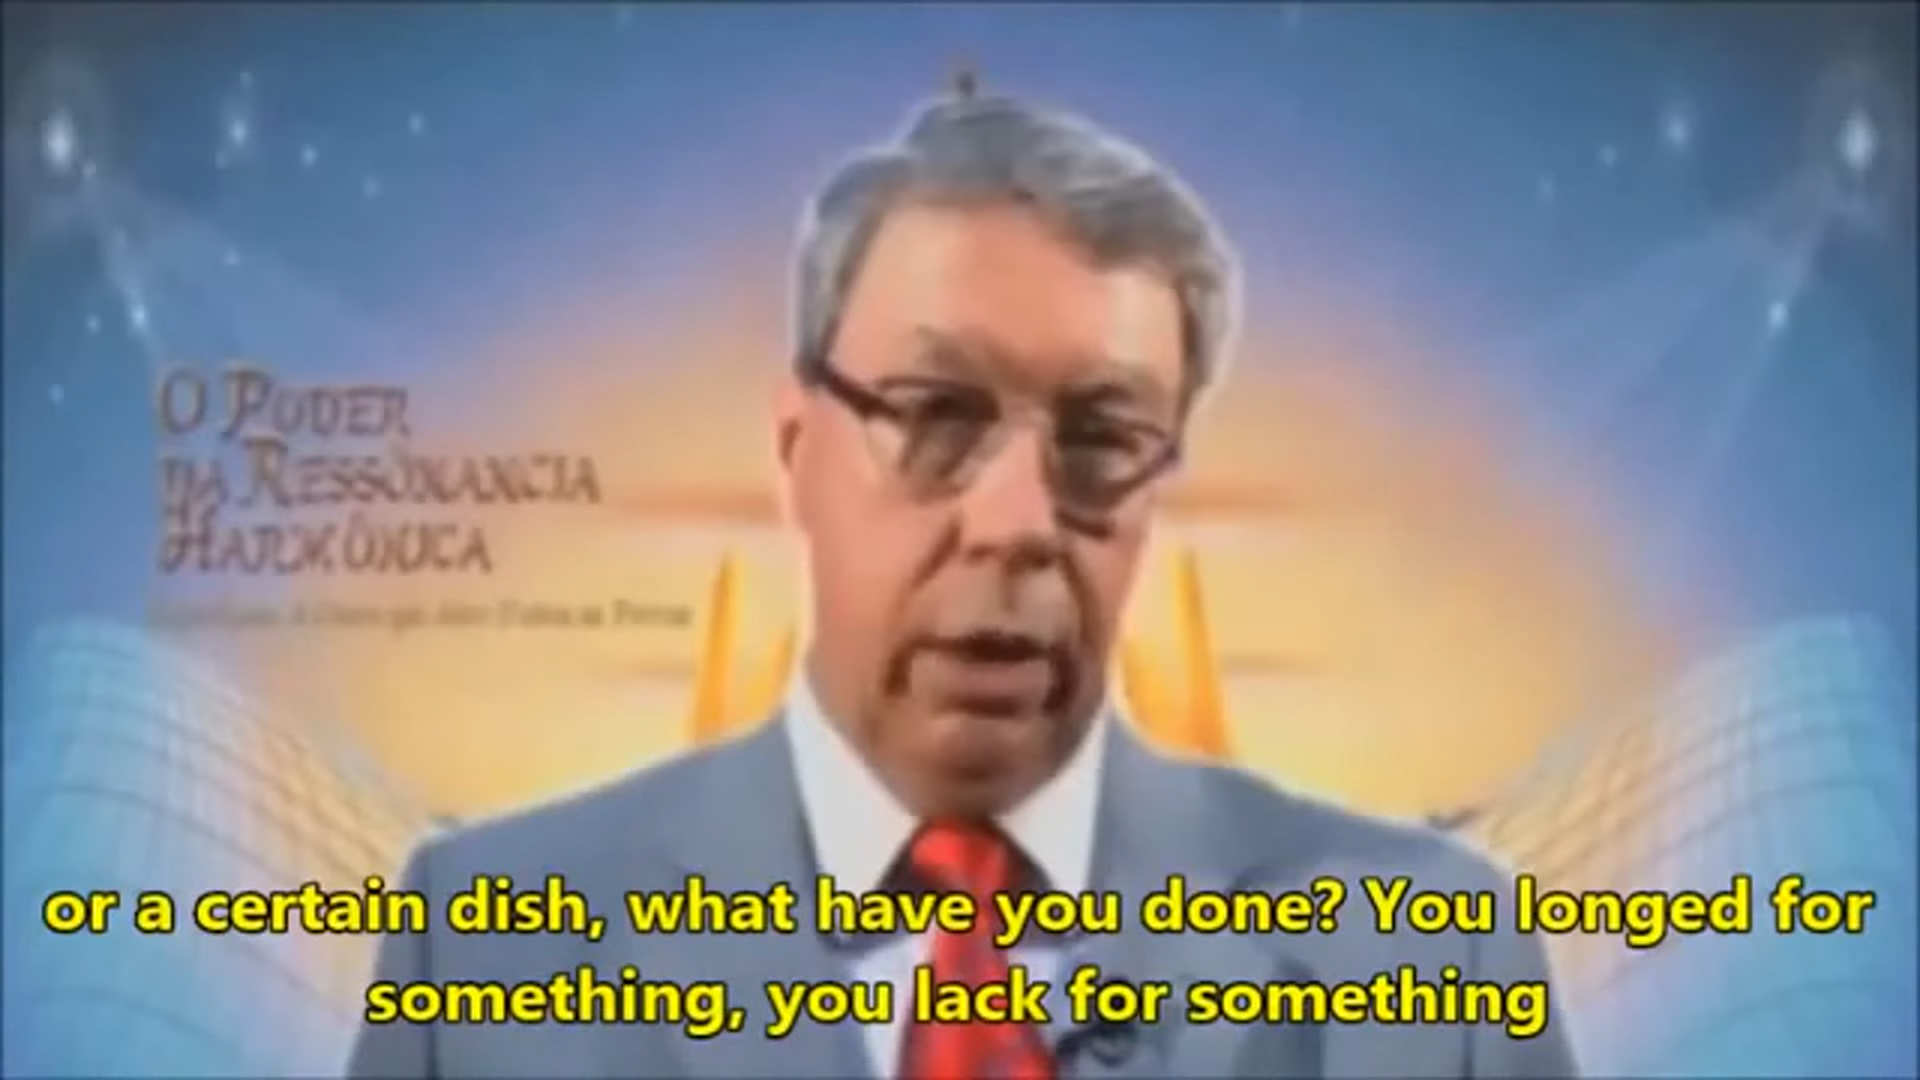 O PODER
DA RESSONANCIA
HARMÔNICA
or a certain dish, what have you done? You longed for
something, you lack for something